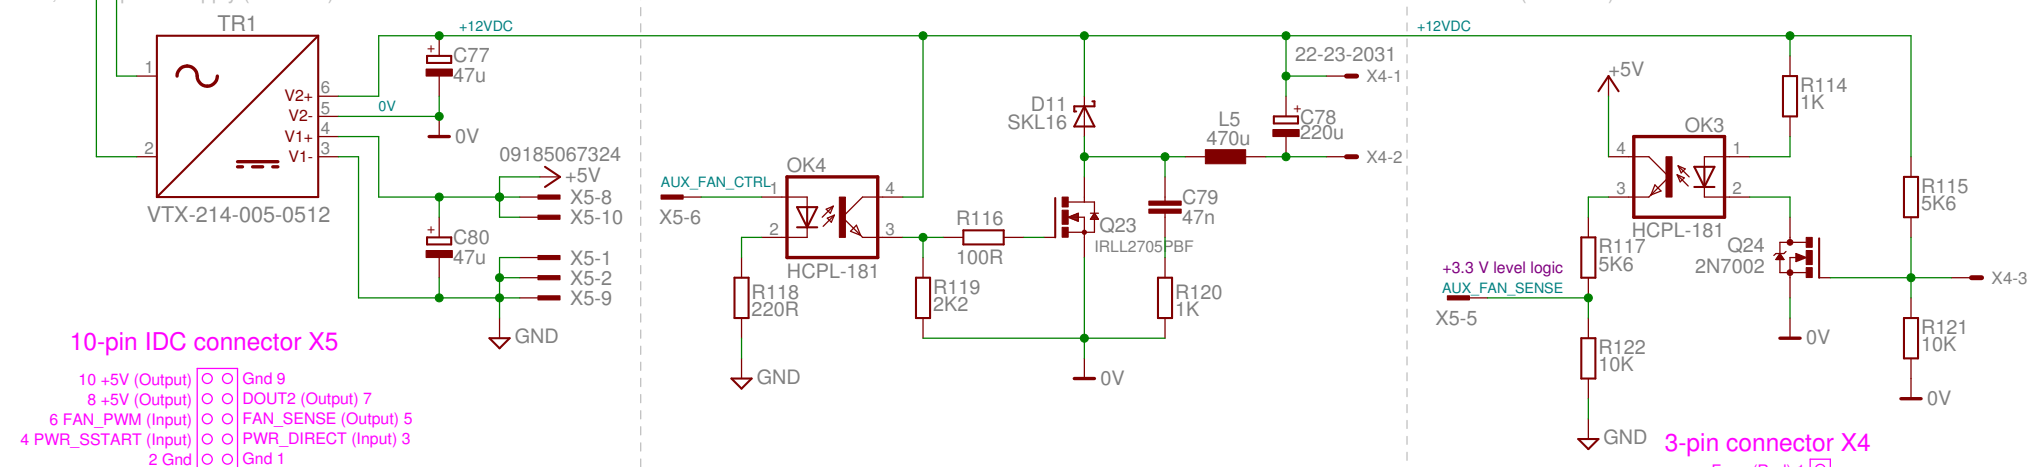 TR1
1
2
V2+ 6
V2- 5
V1+ 4
V1- 3
VTX-214-005-0512
+12VDC
+
C77
47u
0V
0V
09185067324
+5V
X5-8
X5-10
+
C80
47u
X5-1
X5-2
X5-9
GND
10-pin IDC connector X5
10 +5V (Output)
Gnd 9
8 +5V (Output)
DOUT2 (Output) 7
6 FAN_PWM (Input)
FAN_SENSE (Output) 5
4 PWR_SSTART (Input)
PWR_DIRECT (Input) 3
2 Gnd
Gnd 1
AUX_FAN_CTRL
X5-6
OK4
1
2
4
3
HCPL-181
R118
220R
GND
R116
100R
R119
2K2
D11
SKL16
Q23
IRLL2705PBF
L5
470u
C79
47n
R120
1K
0V
22-23-2031
X4-1
+
C78
220u
X4-2
+12VDC
+5V
R114
1K
OK3
4
3
1
2
HCPL-181
R117
5K6
+3.3 V level logic
AUX_FAN_SENSE
X5-5
R122
10K
GND
Q24
2N7002
0V
R115
5K6
X4-3
R121
10K
0V
3-pin connector X4